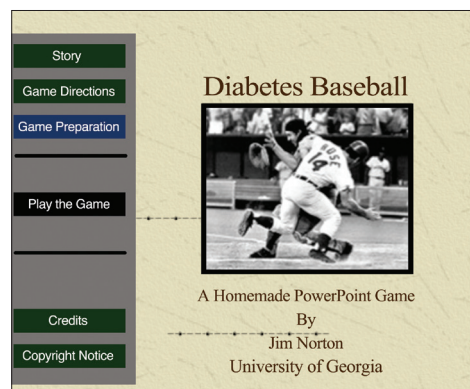 Story
Game Directions
Game Preparation
Play the Game
Credits
Copyright Notice
Diabetes Baseball
ROSE
14
A Homemade PowerPoint Game
By
Jim Norton
University of Georgia